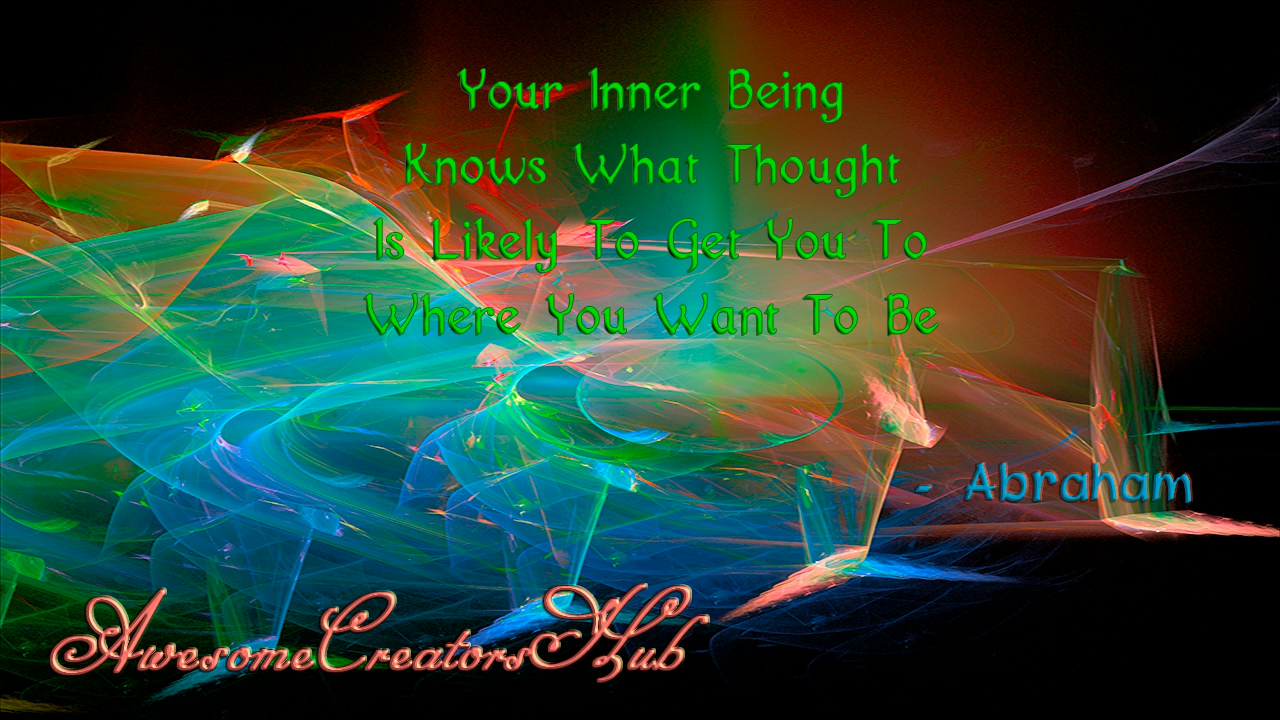 Your Inner Being
Knows What Thought
Is Likely To Get You To
Where You Want To Be
- Abraham
AwesomeCreatorsHub